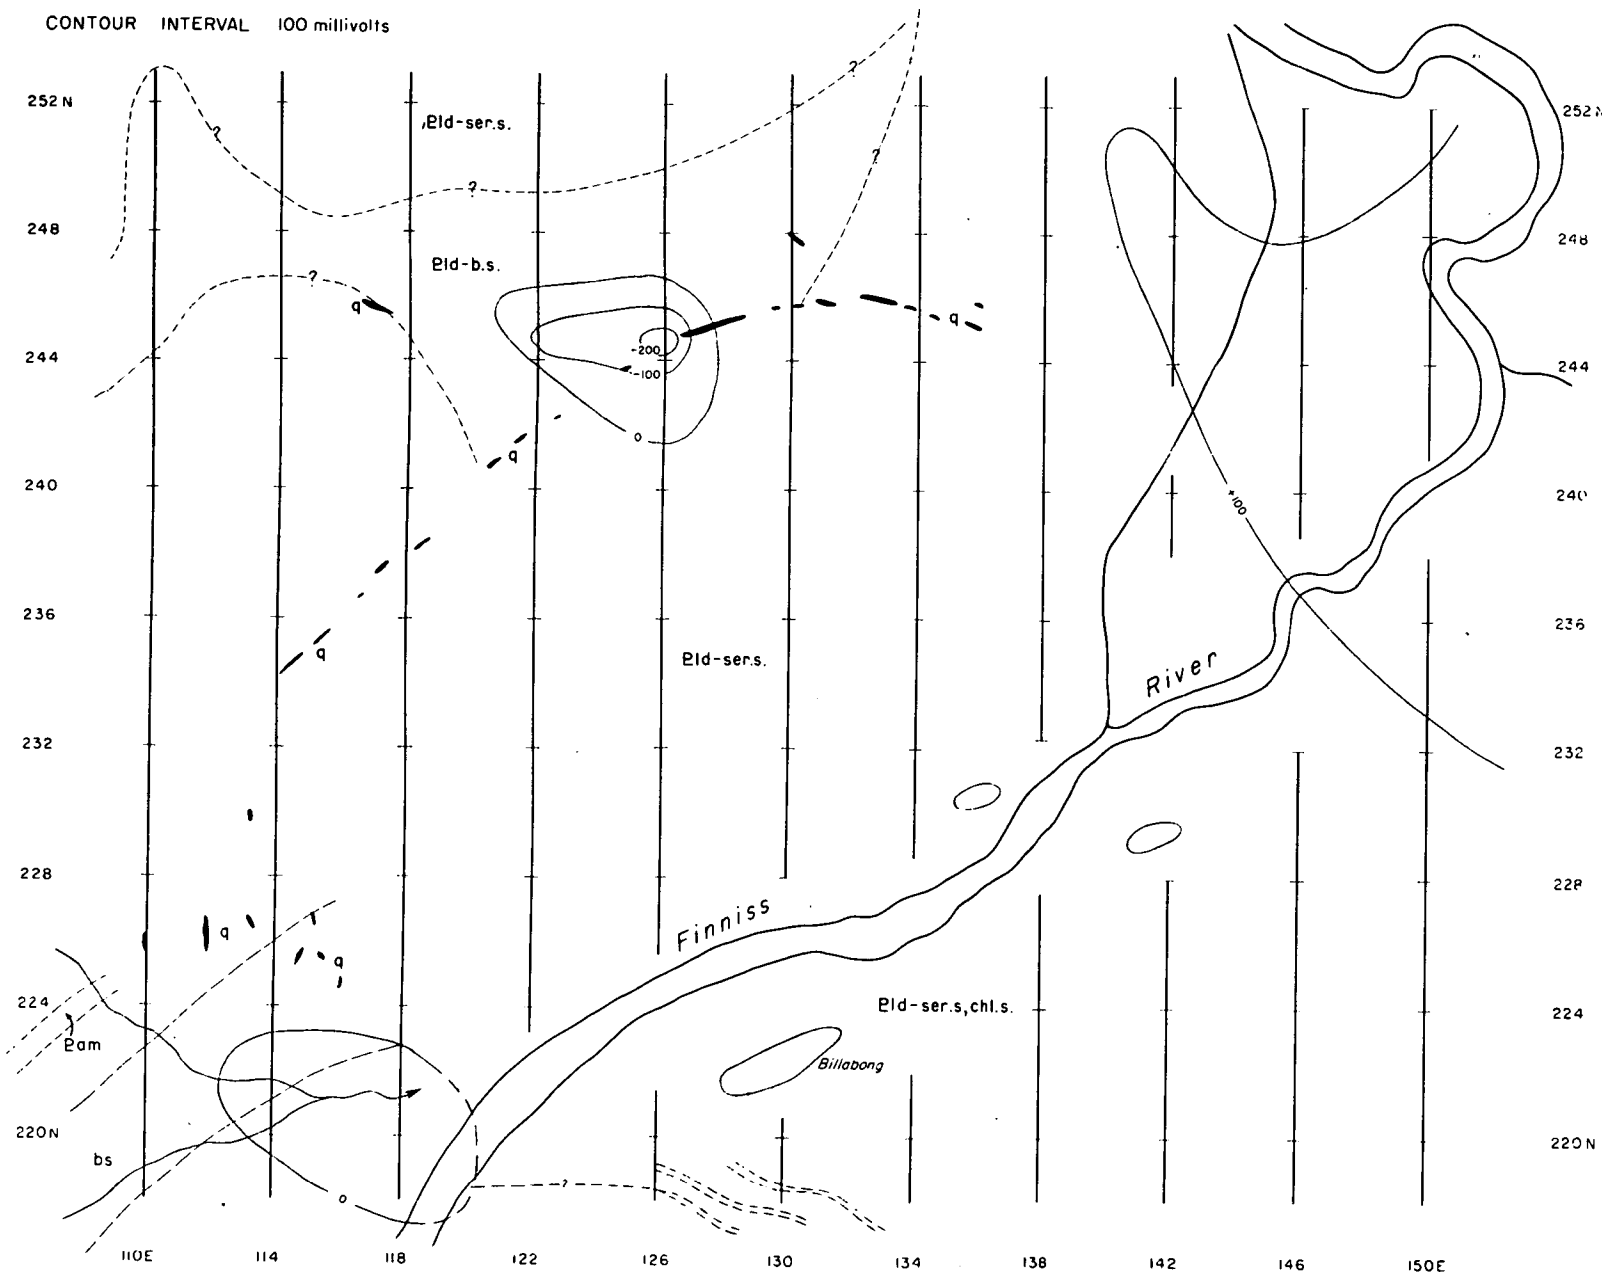 CONTOUR INTERVAL 100 millivolts
252 N
252 N
?
?
Eld-ser.s.
?
?
248
248
Eld-b.s.
?
q
q
244
244
-200
-100
0
q
240
240
+100
236
236
q
Eld-ser.s.
River
232
232
228
228
Finniss
q
q
224
224
Eld-ser.s,chl.s.
Eam
Billabong
220N
220N
bs
?
0
110E 114 118 122 126 130 134 138 142 146 150E